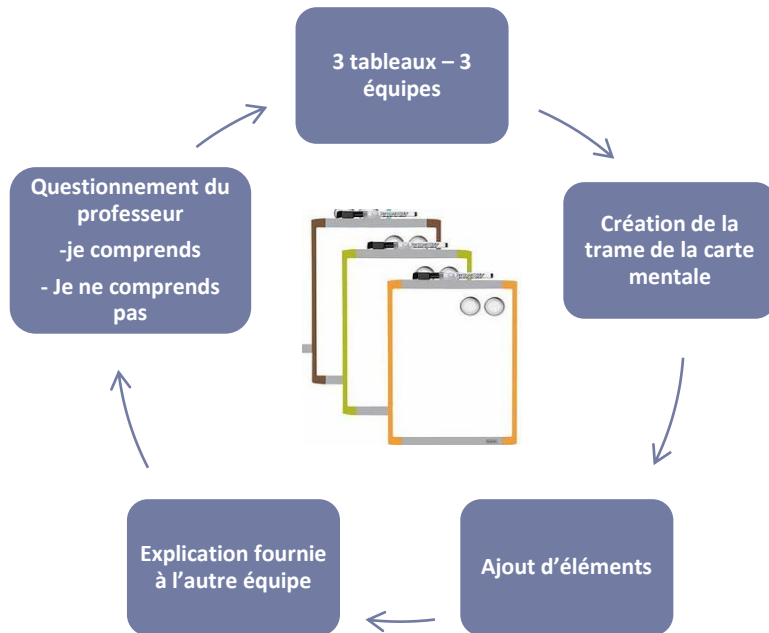 3 tableaux – 3
équipes
Création de la
trame de la carte
mentale
Ajout d’éléments
Explication fournie
à l’autre équipe
Questionnement du
professeur
-je comprends
- Je ne comprends
pas